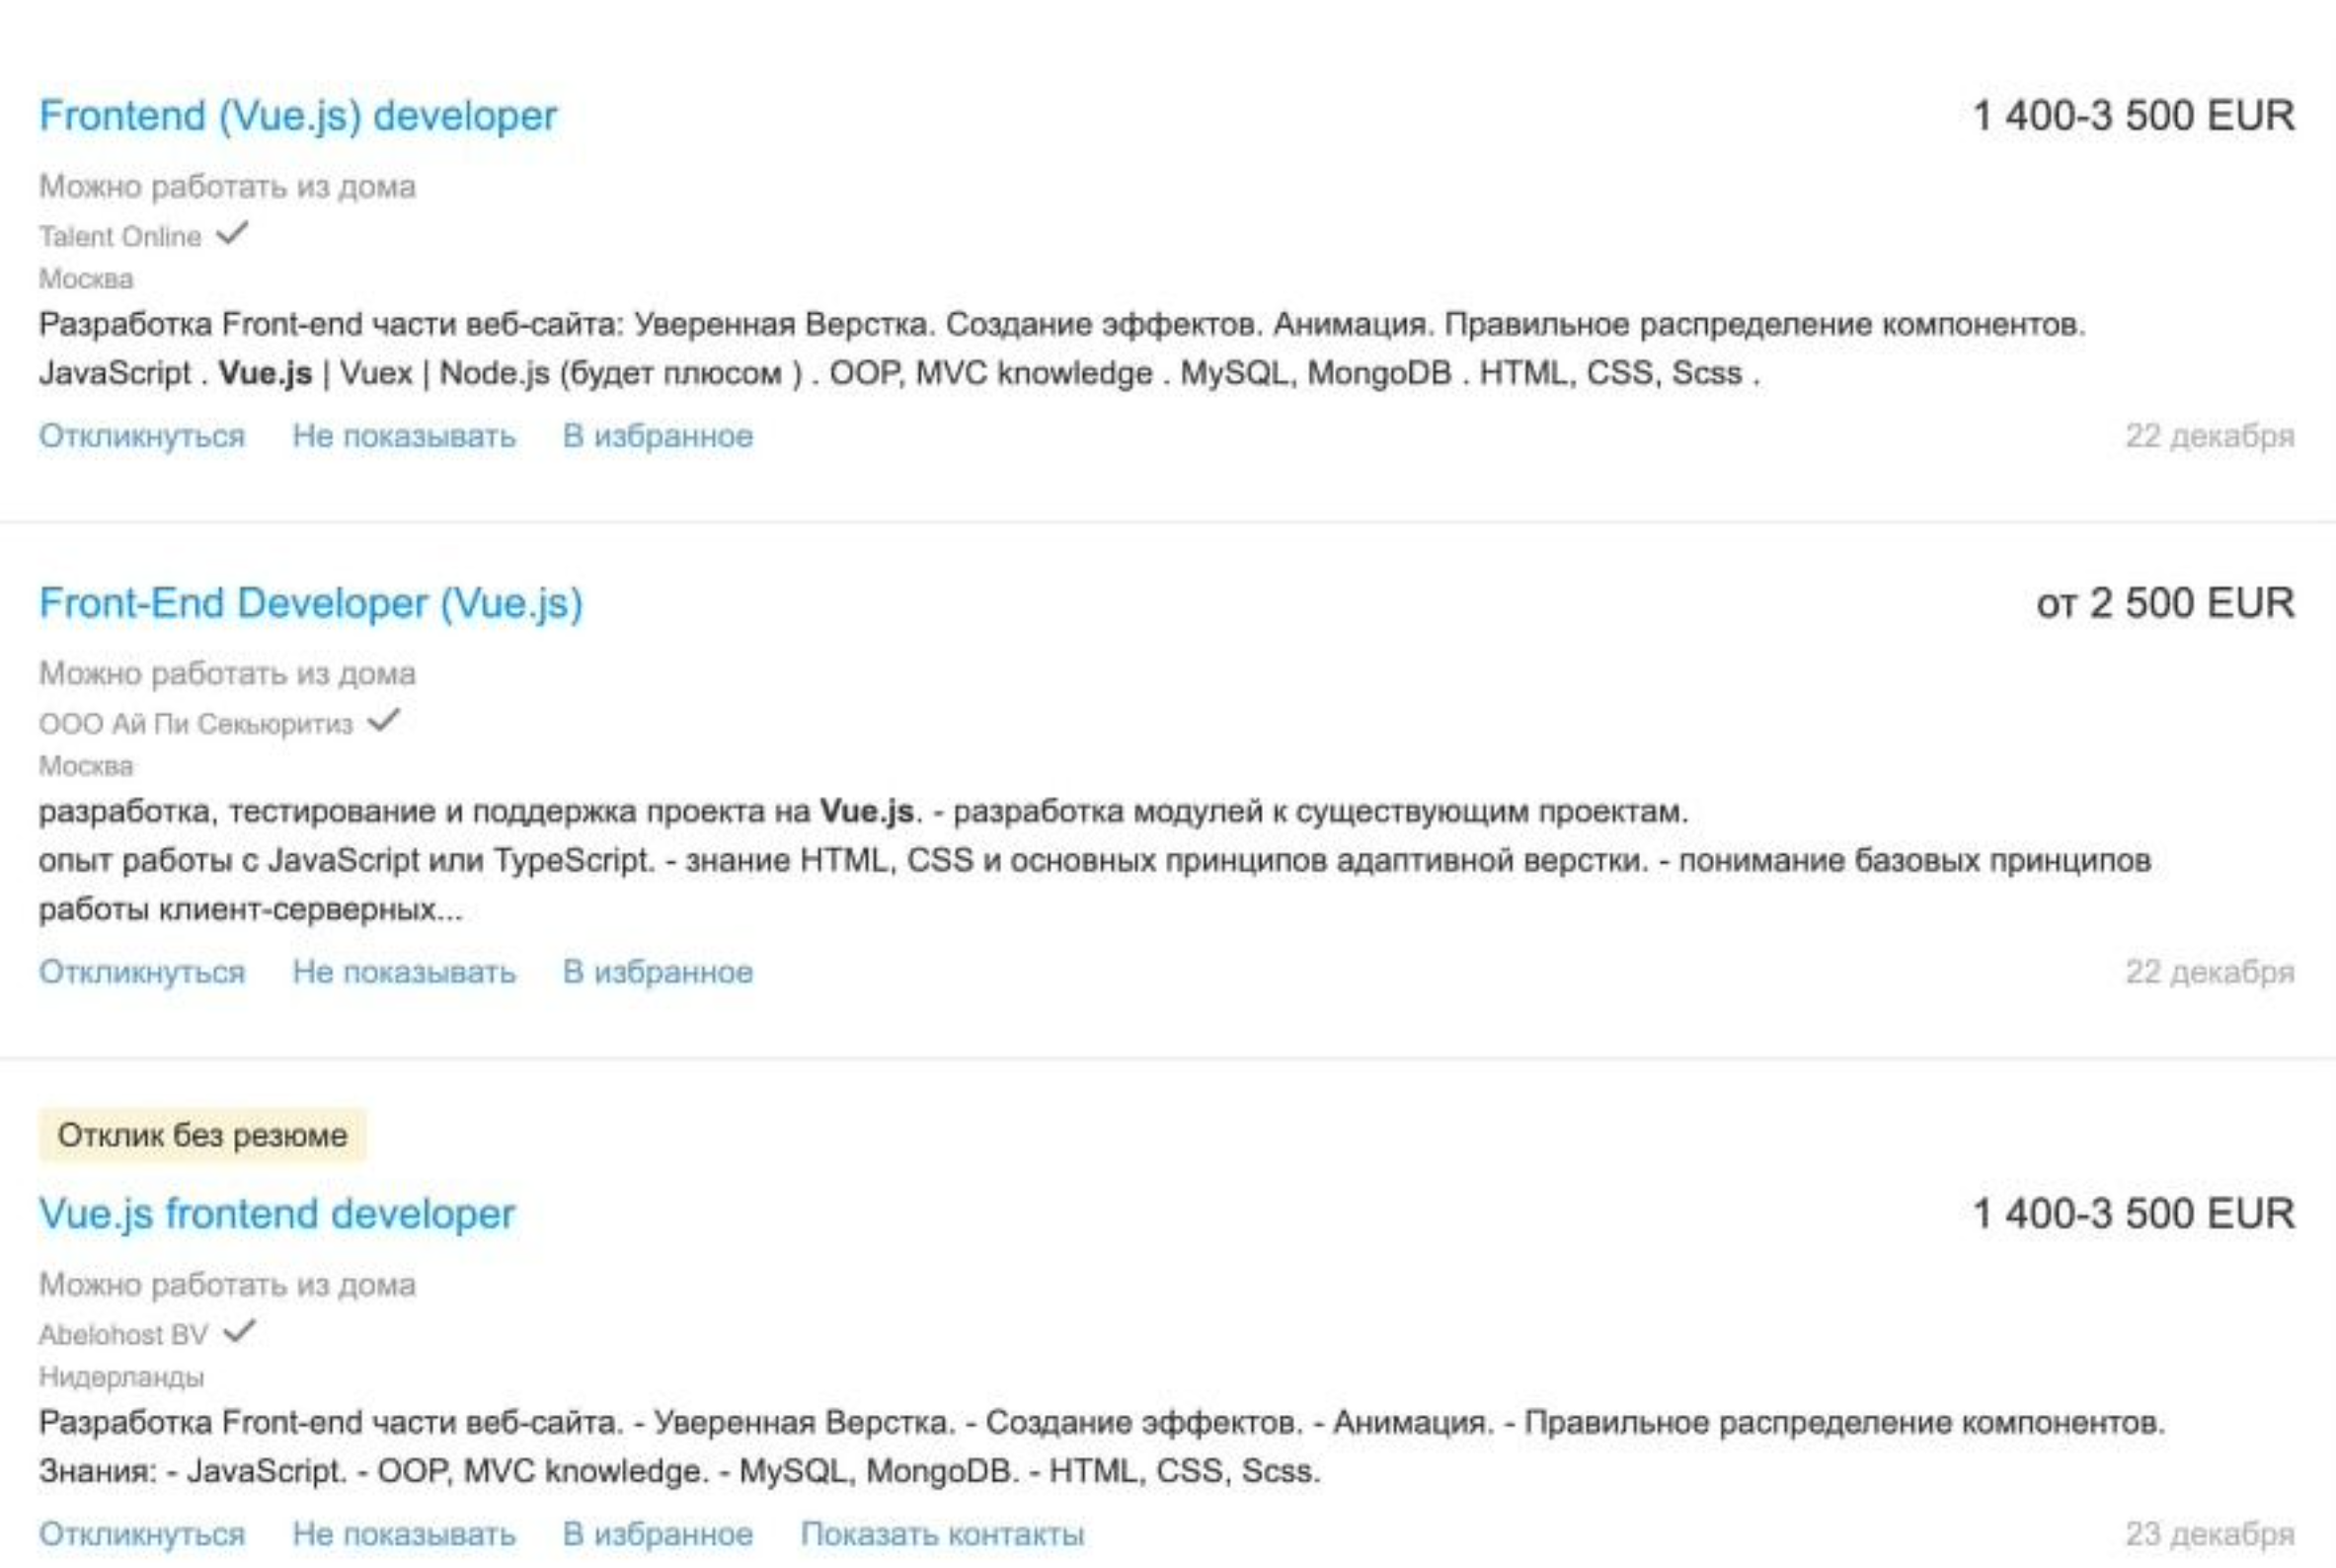 Frontend (Vue.js) developer
1 400-3 500 EUR
Можно работать из дома
Talent Online
Москва
Разработка Front-end части веб-сайта: Уверенная Верстка. Создание эффектов. Анимация. Правильное распределение компонентов.
JavaScript . Vue.js | Vuex | Node.js (будет плюсом ) . OOP, MVC knowledge . MySQL, MongoDB . HTML, CSS, Scss .
Откликнуться Не показывать В избранное
22 декабря
Front-End Developer (Vue.js)
от 2 500 EUR
Можно работать из дома
ООО Ай Пи Секьюритиз
Москва
разработка, тестирование и поддержка проекта на Vue.js. - разработка модулей к существующим проектам.
опыт работы с JavaScript или TypeScript. - знание HTML, CSS и основных принципов адаптивной верстки. - понимание базовых принципов
работы клиент-серверных...
Откликнуться Не показывать В избранное
22 декабря
Отклик без резюме
Vue.js frontend developer
1 400-3 500 EUR
Можно работать из дома
Abelohost BV
Нидерланды
Разработка Front-end части веб-сайта. - Уверенная Верстка. - Создание эффектов. - Анимация. - Правильное распределение компонентов.
Знания: - JavaScript. - OOP, MVC knowledge. - MySQL, MongoDB. - HTML, CSS, Scss.
Откликнуться Не показывать В избранное Показать контакты
23 декабря